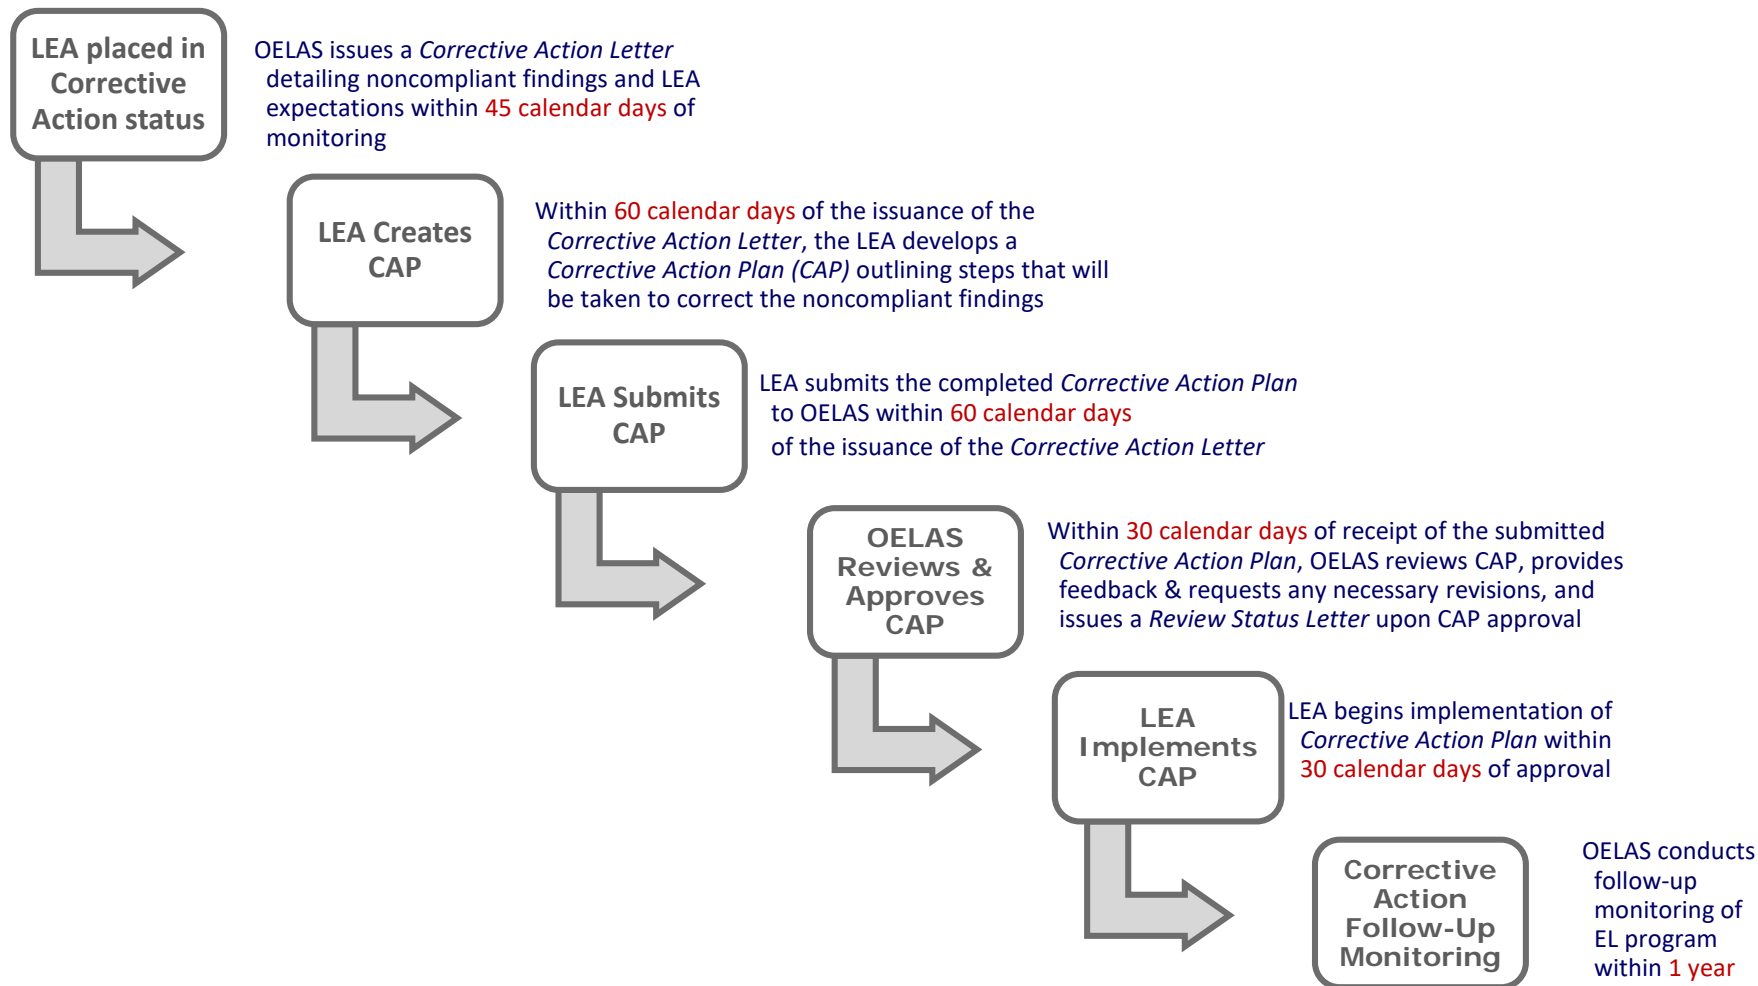 LEA placed in
Corrective
Action status
OELAS issues a Corrective Action Letter
detailing noncompliant findings and LEA
expectations within 45 calendar days of
monitoring
LEA Creates
CAP
Within 60 calendar days of the issuance of the
Corrective Action Letter, the LEA develops a
Corrective Action Plan (CAP) outlining steps that will
be taken to correct the noncompliant findings
LEA Submits
CAP
LEA submits the completed Corrective Action Plan
to OELAS within 60 calendar days
of the issuance of the Corrective Action Letter
OELAS
Reviews &
Approves
CAP
Within 30 calendar days of receipt of the submitted
Corrective Action Plan, OELAS reviews CAP, provides
feedback & requests any necessary revisions, and
issues a Review Status Letter upon CAP approval
LEA
Implements
CAP
LEA begins implementation of
Corrective Action Plan within
30 calendar days of approval
Corrective
Action
Follow-Up
Monitoring
OELAS conducts
follow-up
monitoring of
EL program
within 1 year